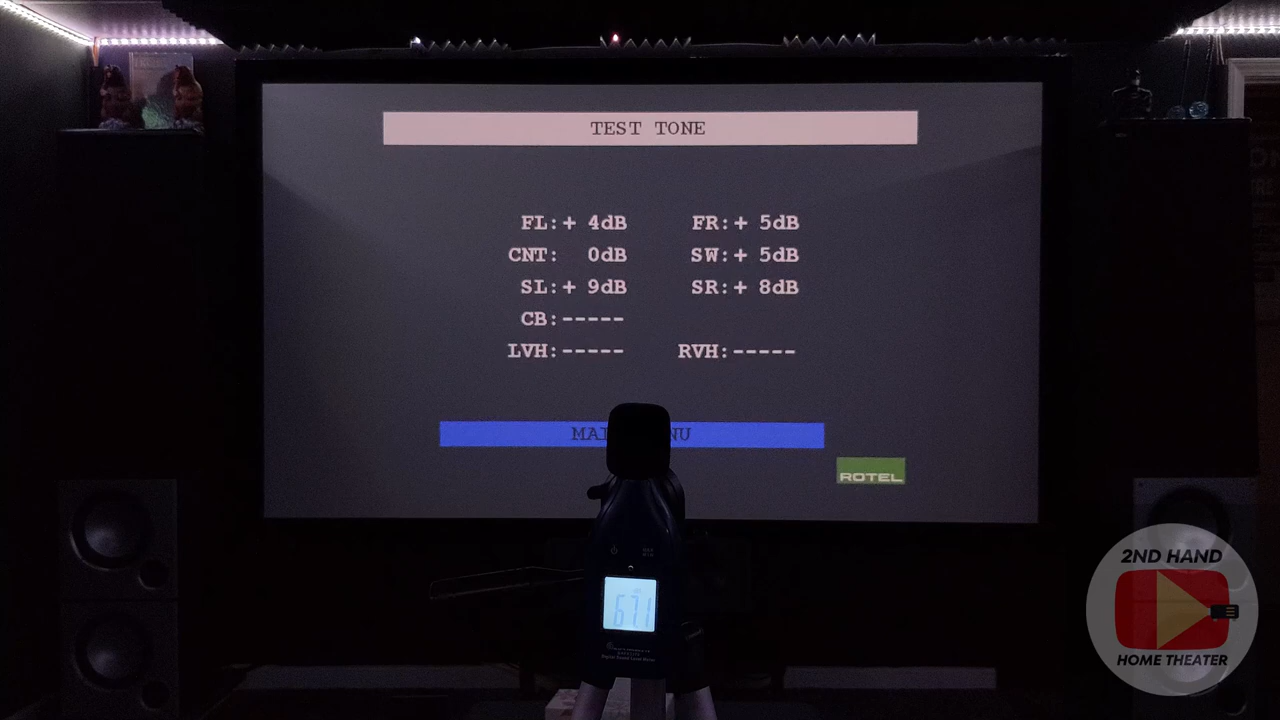 TEST TONE
FL:+ 4dB FR:+ 5dB
CNT: 0dB SW:+ 5dB
SL:+ 9dB SR:+ 8dB
CB:-----
LVH:----- RVH:-----
ROTEL
67.1
2ND HAND
HOME THEATER